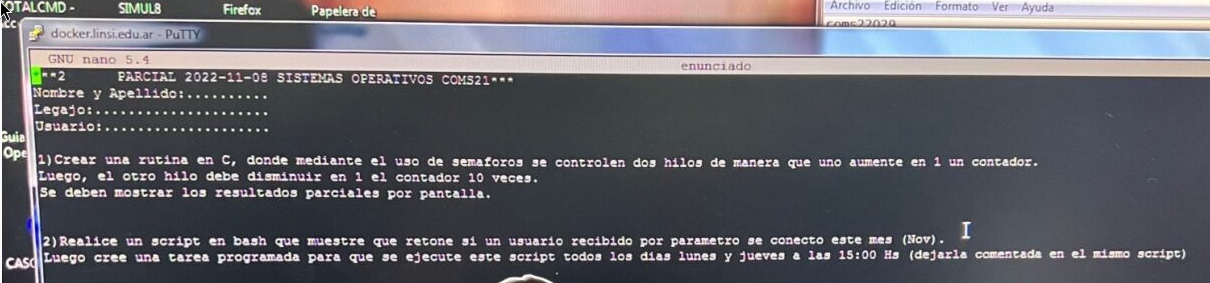 OTALCMD - SIMUL8 Firefox Papelera de
Archivo Edición Formato Ver Ayuda
coms22029
docker.linsi.edu.ar - PuTTY
GNU nano 5.4 enunciado
***2 PARCIAL 2022-11-08 SISTEMAS OPERATIVOS COMS21***
Nombre y Apellido:..........
Legajo:.....................
Usuario:....................
Guia
Ope
1)Crear una rutina en C, donde mediante el uso de semaforos se controlen dos hilos de manera que uno aumente en 1 un contador.
Luego, el otro hilo debe disminuir en 1 el contador 10 veces.
Se deben mostrar los resultados parciales por pantalla.
2)Realice un script en bash que muestre que retone si un usuario recibido por parametro se conecto este mes (Nov).
CASO
Luego cree una tarea programada para que se ejecute este script todos los dias lunes y jueves a las 15:00 Hs (dejarla comentada en el mismo script)